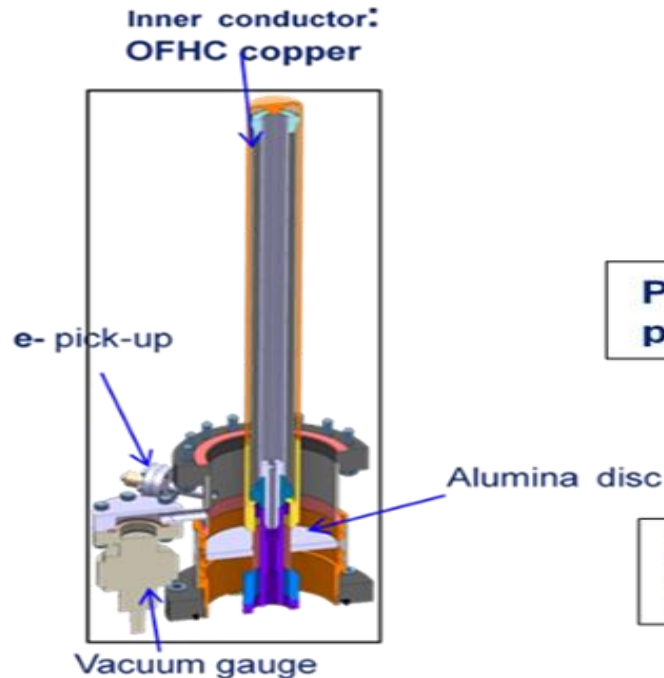 Inner conductor:
OFHC copper
e- pick-up
P
p
Alumina disc
Vacuum gauge